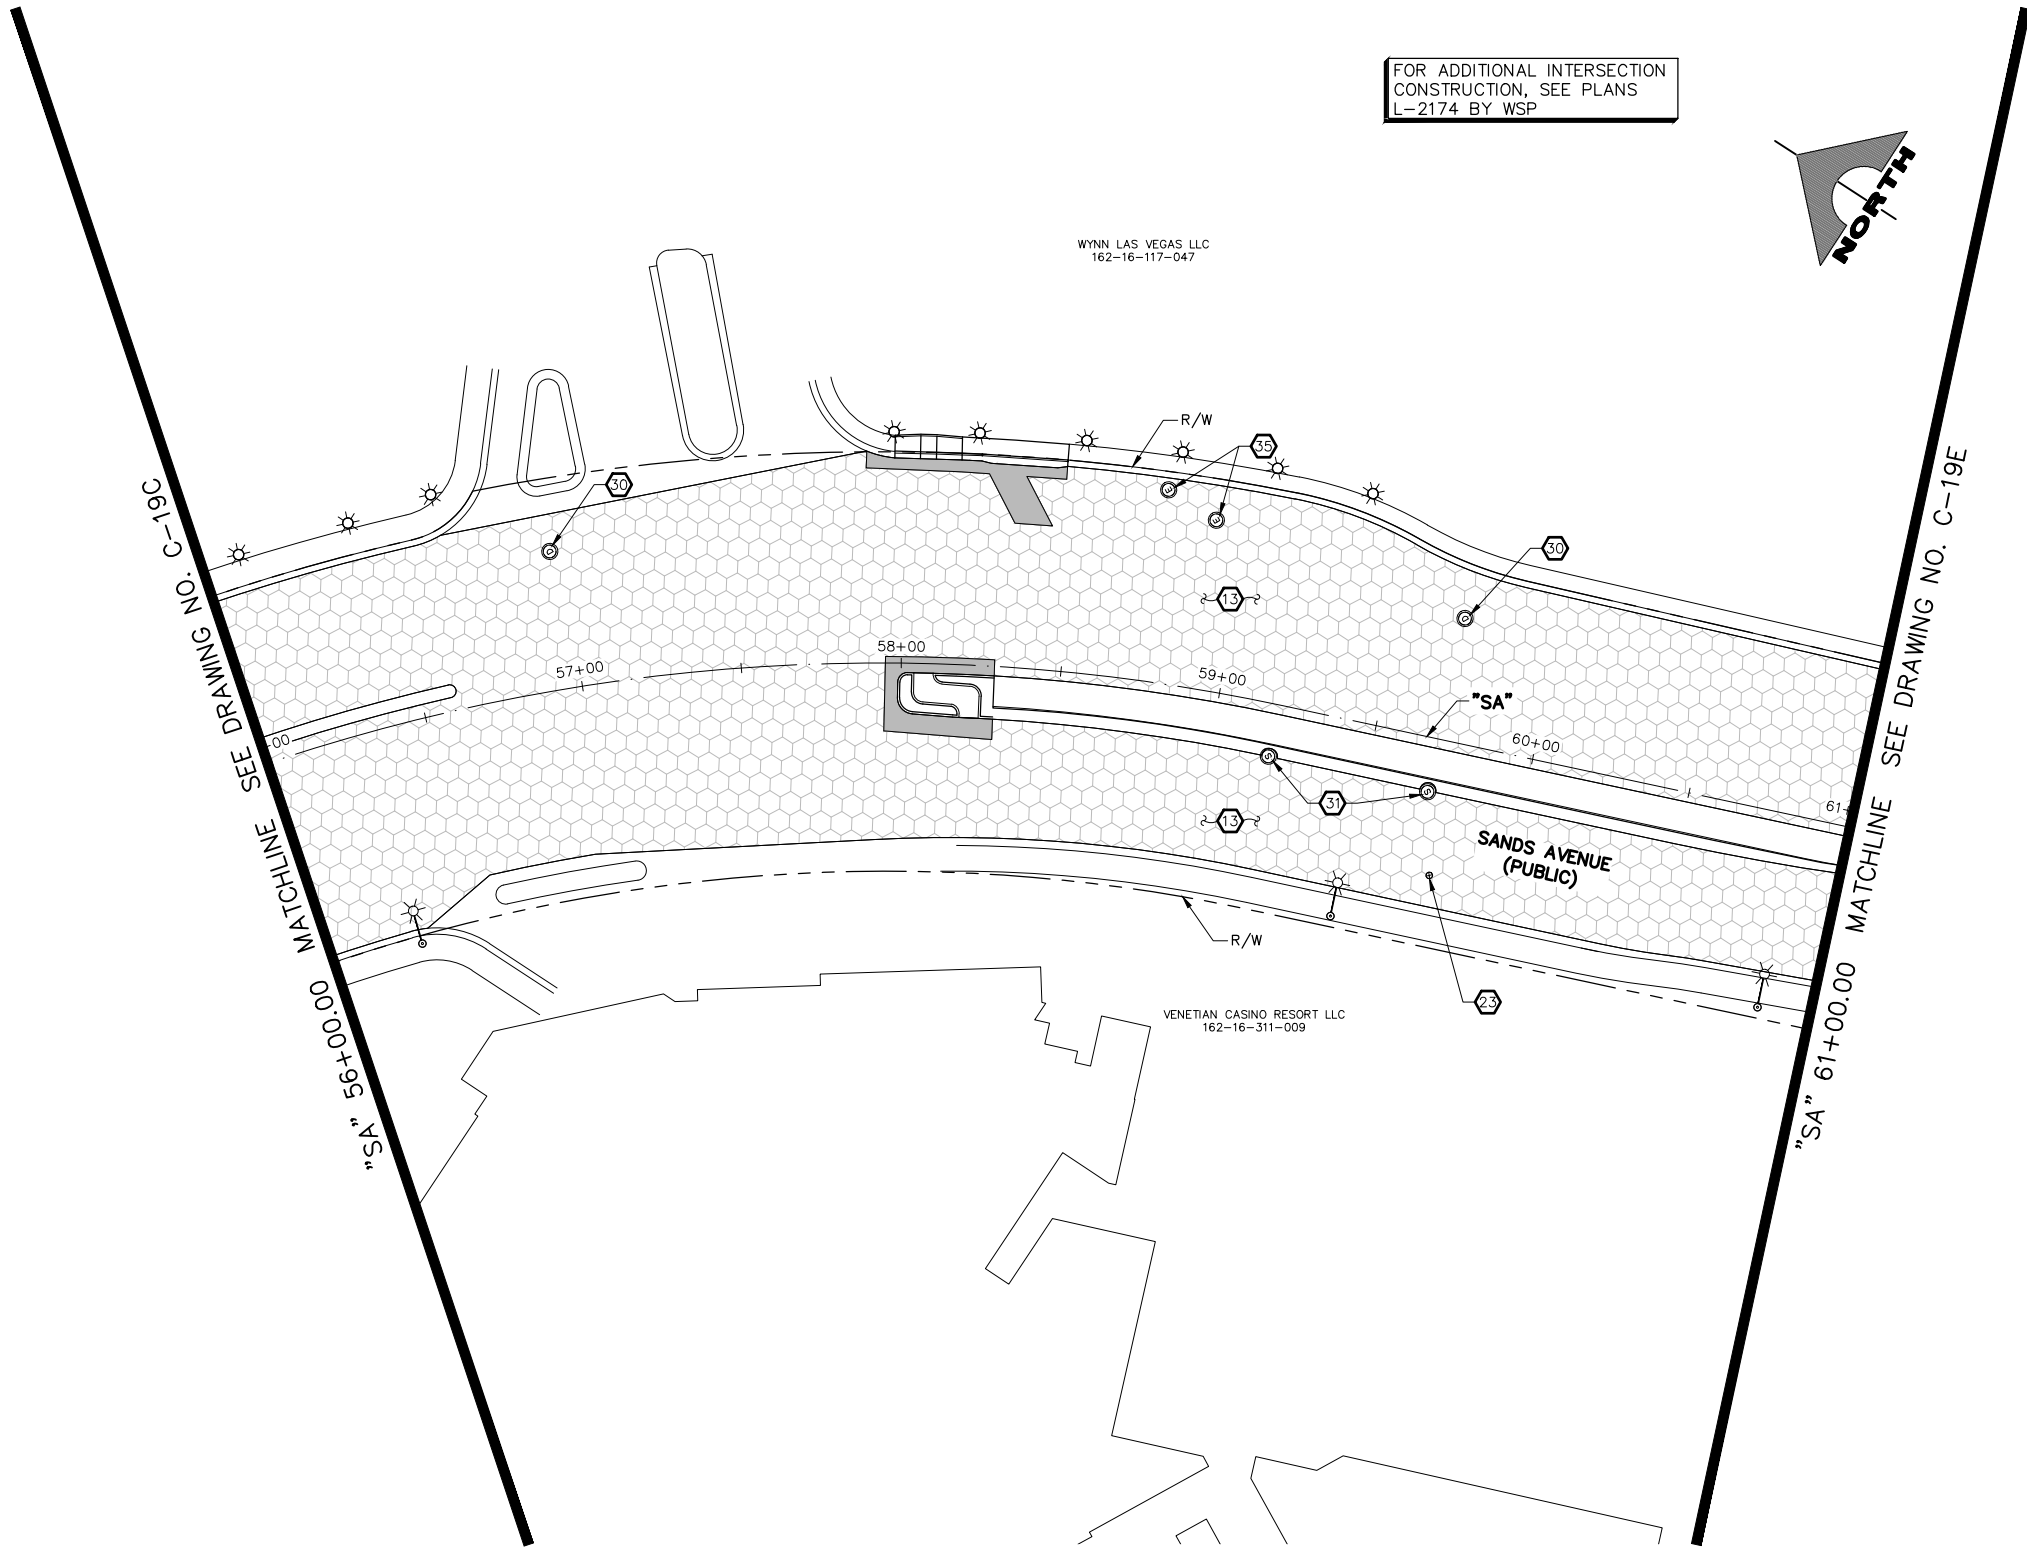 FOR ADDITIONAL INTERSECTION
CONSTRUCTION, SEE PLANS
L-2174 BY WSP
NORTH
WYNN LAS VEGAS LLC
162-16-117-047
R/W
35
30
30
13
58+00
57+00
59+00
"SA"
60+00
00
61
31
13
SANDS AVENUE
(PUBLIC)
R/W
23
VENETIAN CASINO RESORT LLC
162-16-311-009
D
E
E
D
S
S
"SA" 56+00.00 MATCHLINE SEE DRAWING NO. C-19C
"SA" 61+00.00 MATCHLINE SEE DRAWING NO. C-19E